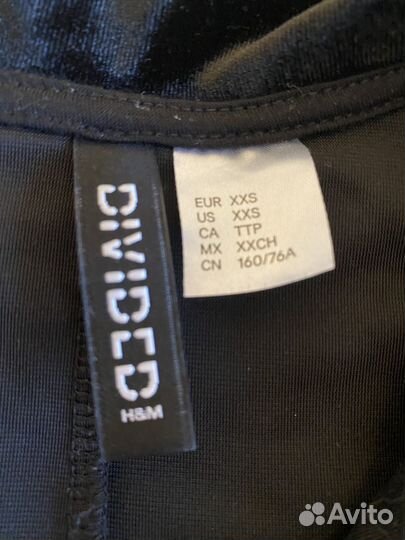 DIVIDED
H&M
EUR XXS
US XXS
CA TTP
MX XXCH
CN 160/76A
Avito